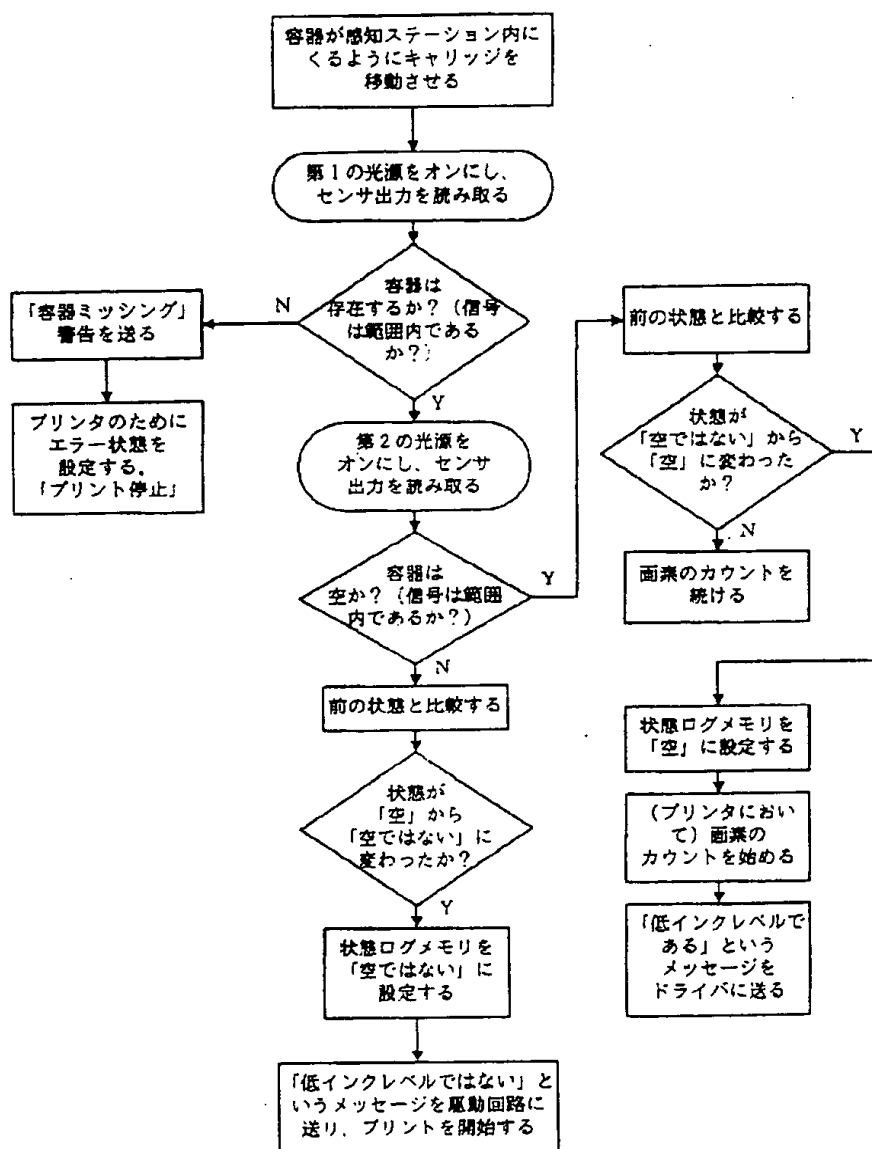 容器が感知ステーション内に
くるようにキャリッジを
移動させる
第1の光源をオンにし、
センサ出力を読み取る
容器は
存在するか？（信号
は範囲内である
か？）
N
「容器ミッシング」
警告を送る
プリンタのために
エラー状態を
設定する.
「プリント停止」
Y
第2の光源を
オンにし、センサ
出力を読み取る
容器は
空か？（信号は範囲
内であるか？）
Y
前の状態と比較する
状態が
「空ではない」から
「空」に変わった
か？
Y
N
画素のカウントを
続ける
状態ログメモリを
「空」に設定する
（プリンタにおい
て）画素の
カウントを始める
「低インクレベルで
ある」という
メッセージを
ドライバに送る
N
前の状態と比較する
状態が
「空」から
「空ではない」に
変わったか？
Y
状態ログメモリを
「空ではない」に
設定する
「低インクレベルではない」と
いうメッセージを駆動回路に
送り、プリントを開始する